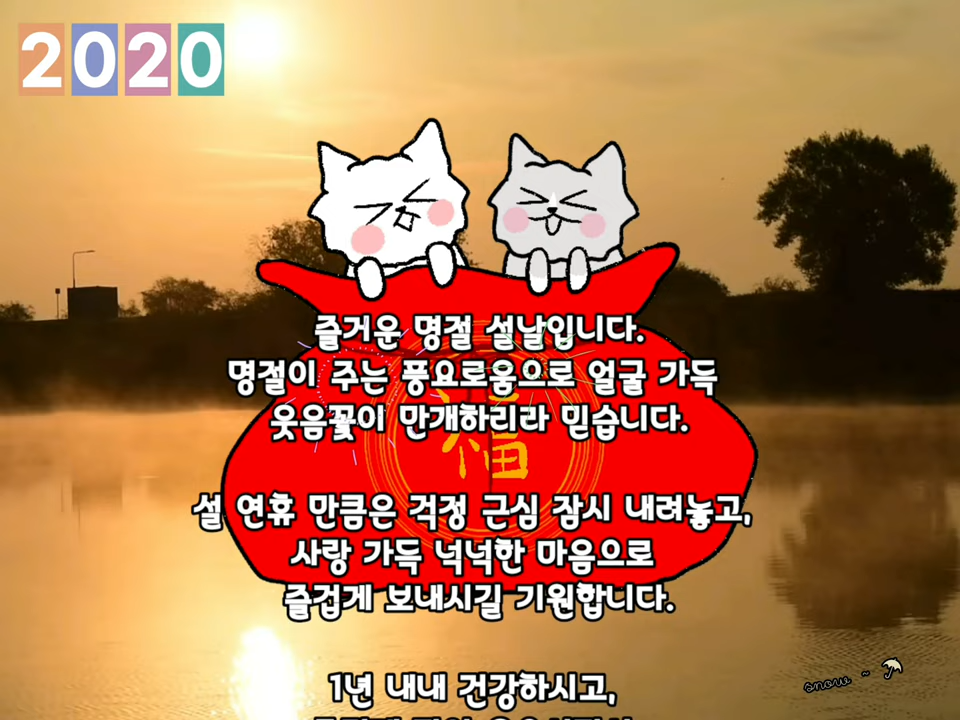 2020
즐거운 명절 설날입니다.
명절이 주는 풍요로움으로 얼굴 가득
웃음꽃이 만개하리라 믿습니다.
福
설 연휴 만큼은 걱정 근심 잠시 내려놓고,
사랑 가득 넉넉한 마음으로
즐겁게 보내시길 기원합니다.
1년 내내 건강하시고,
snow ~